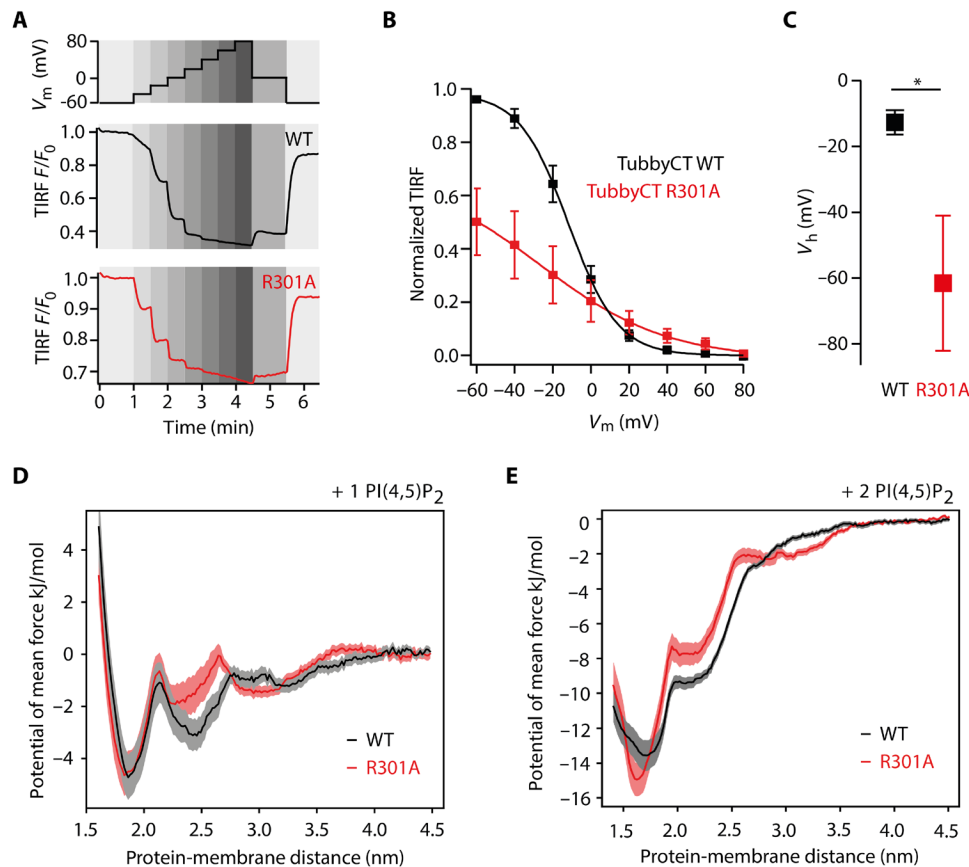 A
V_m (mV)
80
0
-60
WT
TIRF F/F_0
1.0
0.8
0.6
0.4
R301A
TIRF F/F_0
1.0
0.9
0.8
0.7
0 1 2 3 4 5 6
Time (min)
B
Normalized TIRF
1.0
0.8
0.6
0.4
0.2
0.0
TubbyCT WT
TubbyCT R301A
−60 −40 −20 0 20 40 60 80
V_m (mV)
C
V_h (mV)
0
−20
−40
−60
−80
*
WT R301A
D
+ 1 PI(4,5)P_2
Potential of mean force kJ/mol
4
2
0
−2
−4
WT
R301A
1.5 2.0 2.5 3.0 3.5 4.0 4.5
Protein-membrane distance (nm)
E
+ 2 PI(4,5)P_2
Potential of mean force kJ/mol
0
−2
−4
−6
−8
−10
−12
−14
−16
WT
R301A
1.5 2.0 2.5 3.0 3.5 4.0 4.5
Protein-membrane distance (nm)